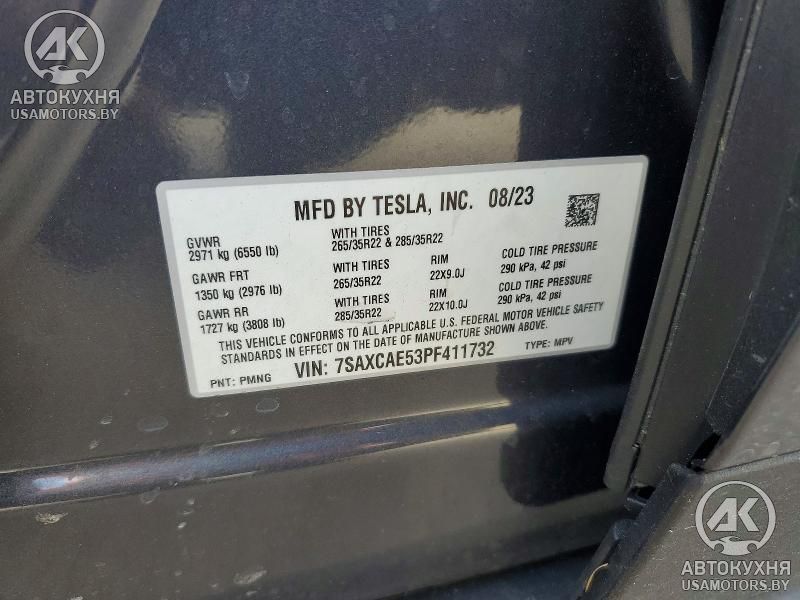 АК
АВТОКУХНЯ
USAMOTORS.BY
MFD BY TESLA, INC. 08/23
GVWR
2971 kg (6550 lb)
WITH TIRES
265/35R22 & 285/35R22
GAWR FRT
1350 kg (2976 lb)
WITH TIRES
265/35R22
RIM
22X9.0J
COLD TIRE PRESSURE
290 kPa, 42 psi
GAWR RR
1727 kg (3808 lb)
WITH TIRES
285/35R22
RIM
22X10.0J
COLD TIRE PRESSURE
290 kPa, 42 psi
THIS VEHICLE CONFORMS TO ALL APPLICABLE U.S. FEDERAL MOTOR VEHICLE SAFETY
STANDARDS IN EFFECT ON THE DATE OF MANUFACTURE SHOWN ABOVE.
PNT: PMNG VIN: 7SAXCAE53PF411732 TYPE: MPV
АК
АВТОКУХНЯ
USAMOTORS.BY